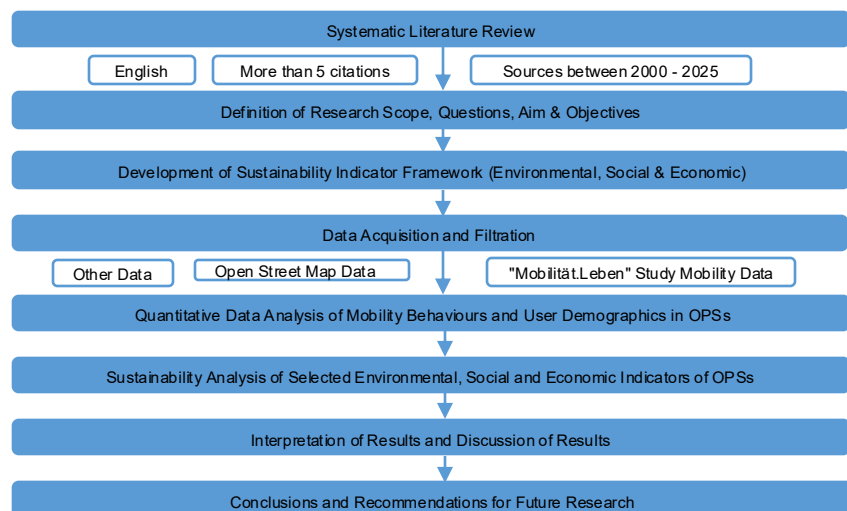 Systematic Literature Review
English
More than 5 citations
Sources between 2000 - 2025
Definition of Research Scope, Questions, Aim & Objectives
Development of Sustainability Indicator Framework (Environmental, Social & Economic)
Data Acquisition and Filtration
Other Data
Open Street Map Data
"Mobilität.Leben" Study Mobility Data
Quantitative Data Analysis of Mobility Behaviours and User Demographics in OPSs
Sustainability Analysis of Selected Environmental, Social and Economic Indicators of OPSs
Interpretation of Results and Discussion of Results
Conclusions and Recommendations for Future Research